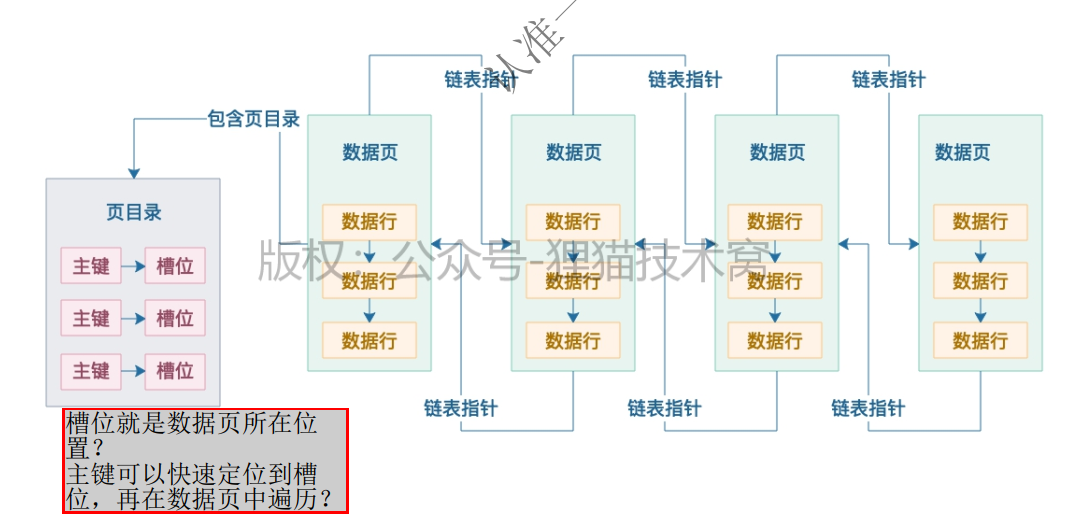 认准一
链表指针
链表指针
链表指针
包含页目录
数据页
数据页
数据页
数据页
页目录
数据行
数据行
数据行
数据行
版权：公众号-狸猫技术窝
主键
槽位
数据行
数据行
数据行
数据行
主键
槽位
数据行
数据行
数据行
数据行
主键
槽位
链表指针
链表指针
链表指针
槽位就是数据页所在位
置？
主键可以快速定位到槽
位，再在数据页中遍历？